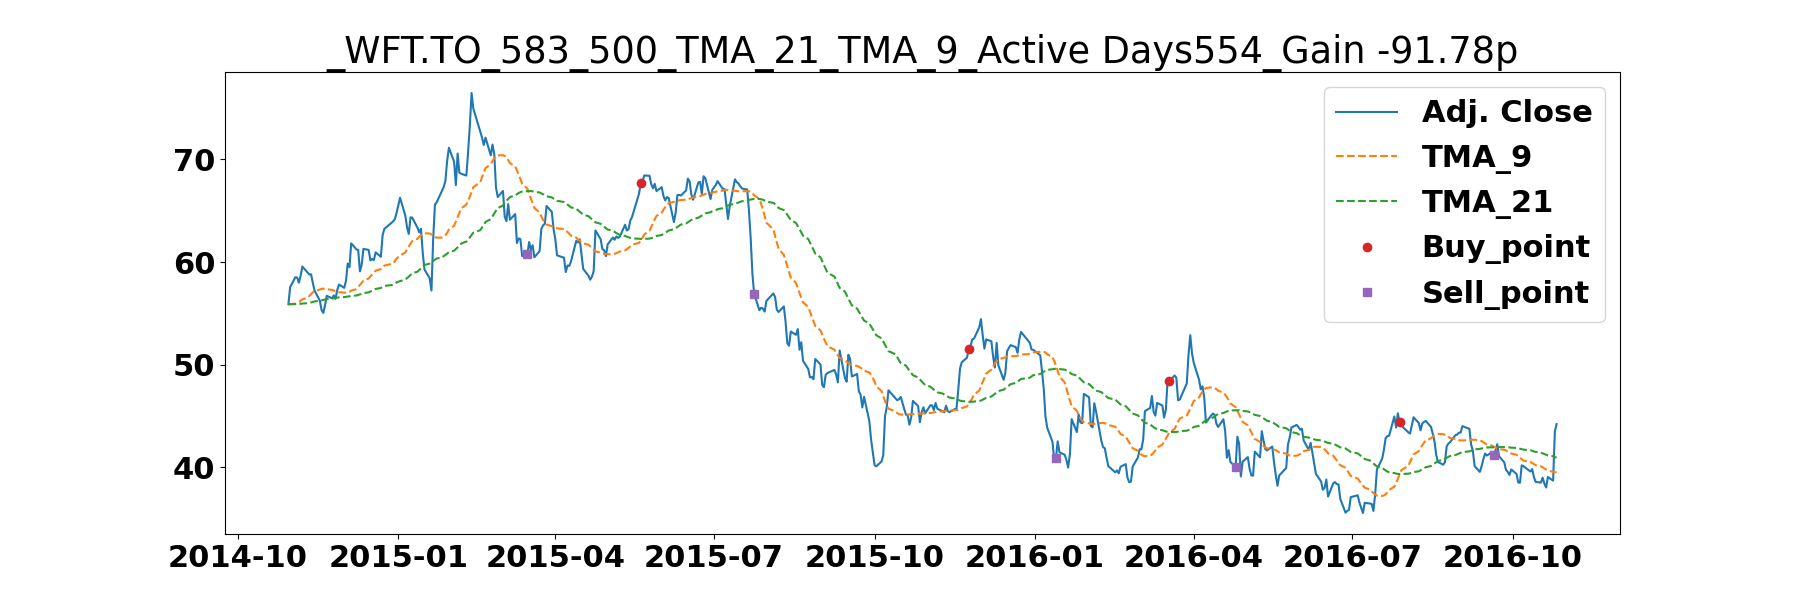 _WFT.TO_583_500_TMA_21_TMA_9_Active Days554_Gain -91.78p
Adj. Close
TMA_9
TMA_21
Buy_point
Sell_point
70
60
50
40
2014-10 2015-01 2015-04 2015-07 2015-10 2016-01 2016-04 2016-07 2016-10